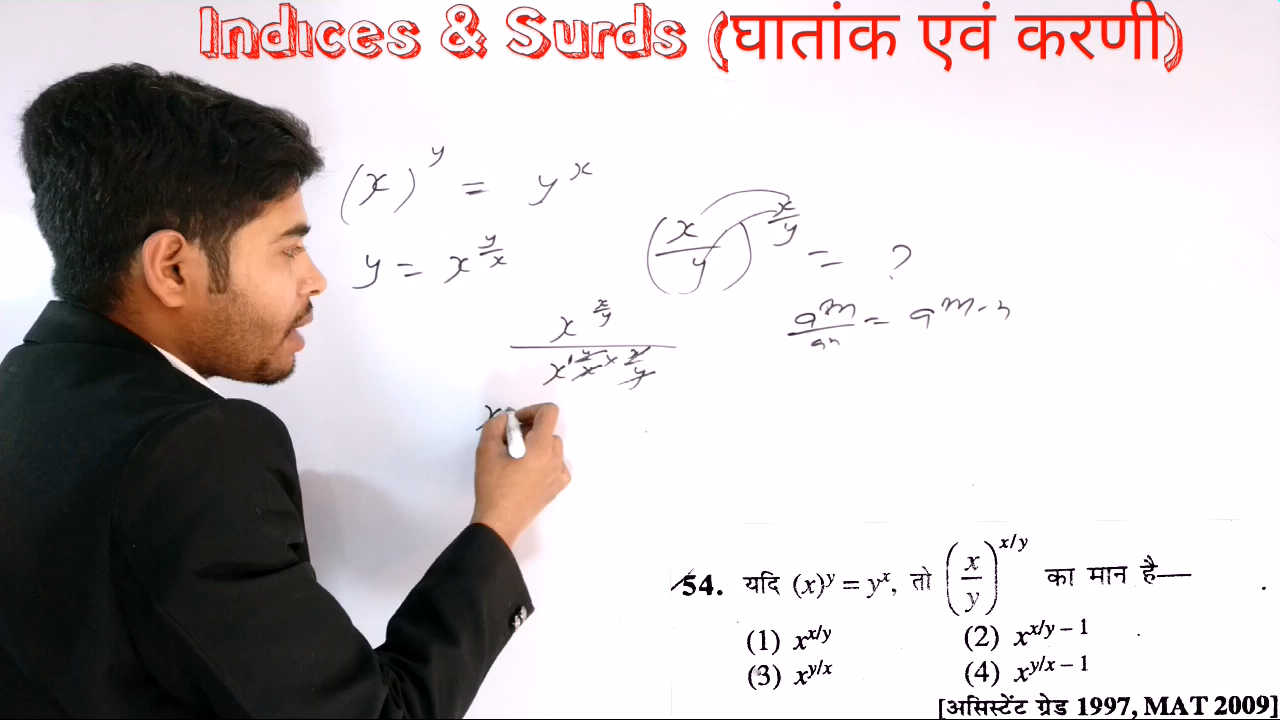 Indices & Surds (घातांक एवं करणी)
(x)^y = y^x
y = x^(y/x)
(x/y)^(x/y) = ?
x^(x/y)
x^(y/x × x/y)
a^m/a^n = a^(m-n)
x
54. यदि (x)^y = y^x, तो (x/y)^(x/y) का मान है—
(1) x^(x/y) (2) x^(x/y – 1)
(3) x^(y/x) (4) x^(y/x – 1)
[असिस्टेंट ग्रेड 1997, MAT 2009]